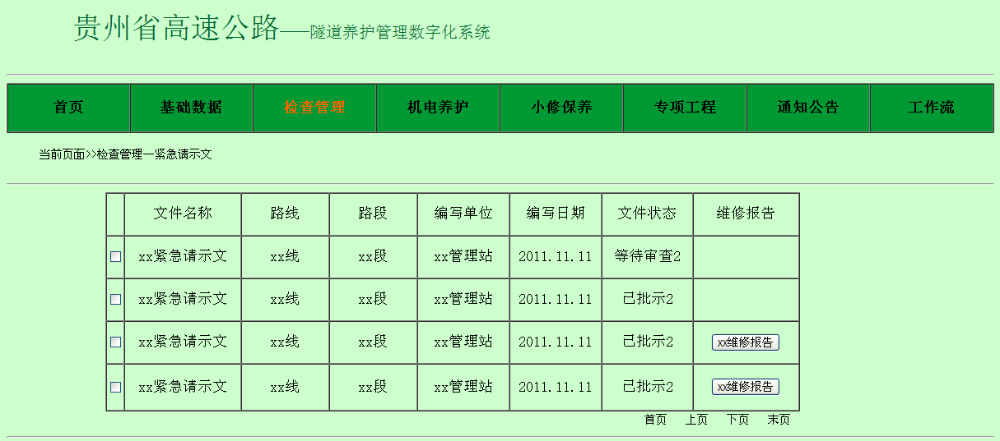 贵州省高速公路——隧道养护管理数字化系统
首页 基础数据 检查管理 机电养护 小修保养 专项工程 通知公告 工作流
当前页面>>检查管理—紧急请示文
文件名称 路线 路段 编写单位 编写日期 文件状态 维修报告
xx紧急请示文 xx线 xx段 xx管理站 2011.11.11 等待审查2
xx紧急请示文 xx线 xx段 xx管理站 2011.11.11 已批示2
xx紧急请示文 xx线 xx段 xx管理站 2011.11.11 已批示2 xx维修报告
xx紧急请示文 xx线 xx段 xx管理站 2011.11.11 已批示2 xx维修报告
首页 上页 下页 末页